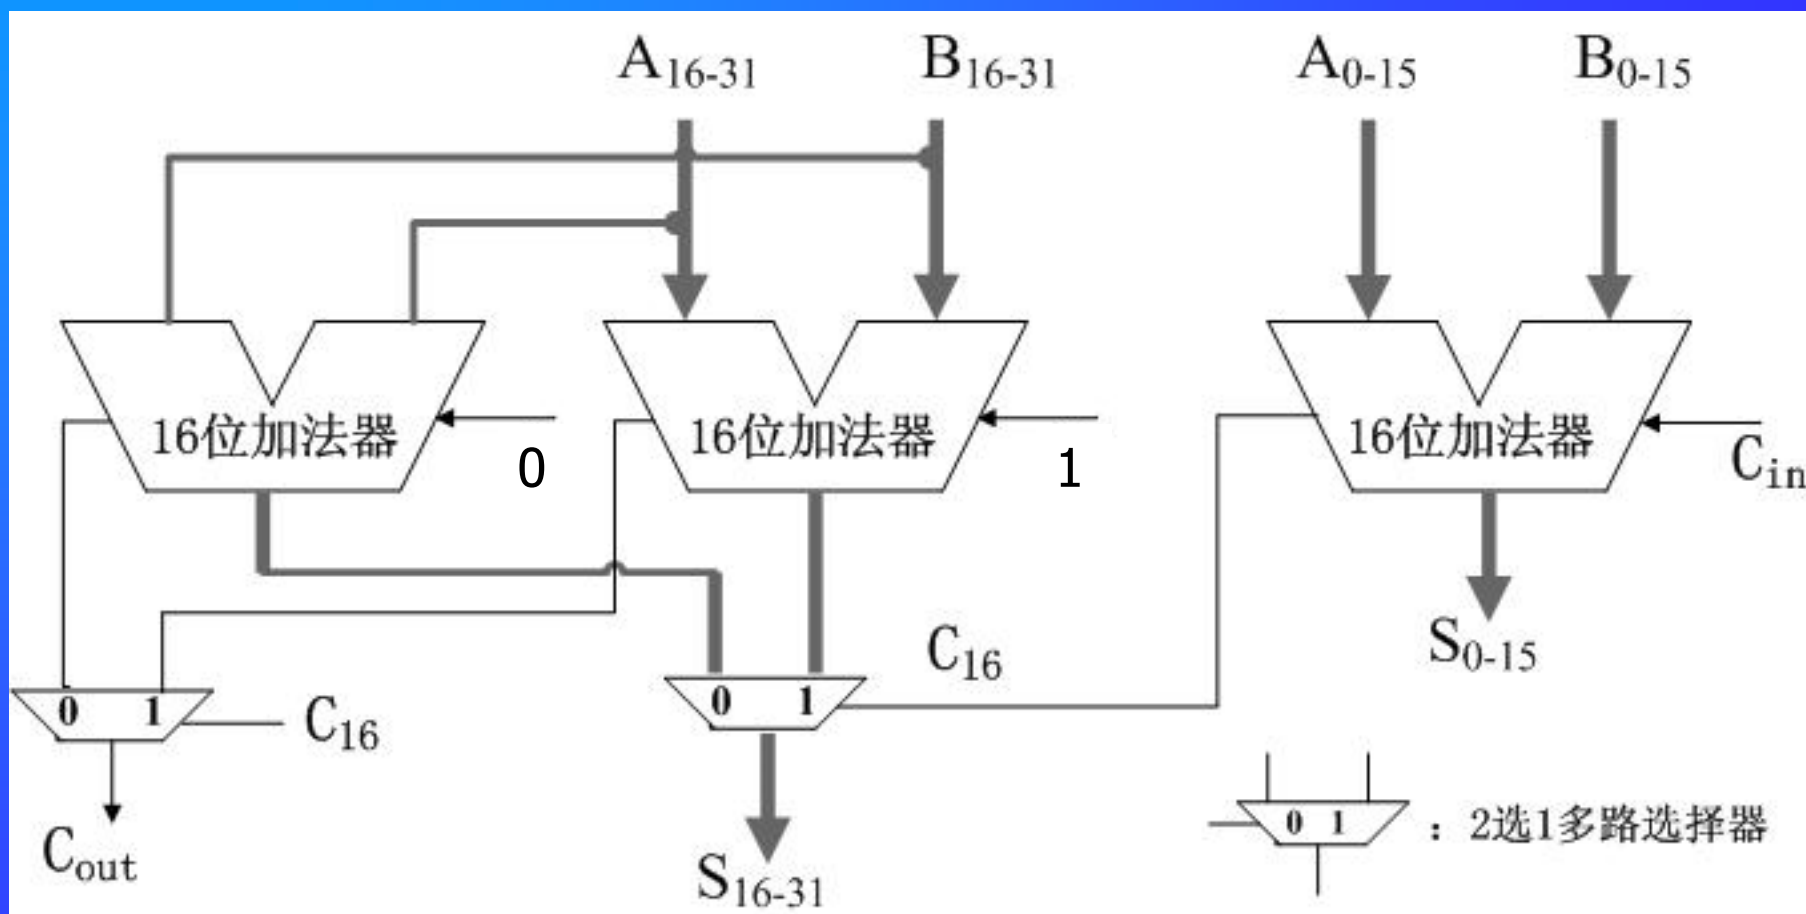 A16-31 B16-31 A0-15 B0-15
16位加法器 0 16位加法器 1 16位加法器 Cin
C16 S0-15
0 1 C16 0 1
Cout S16-31 0 1 : 2选1多路选择器